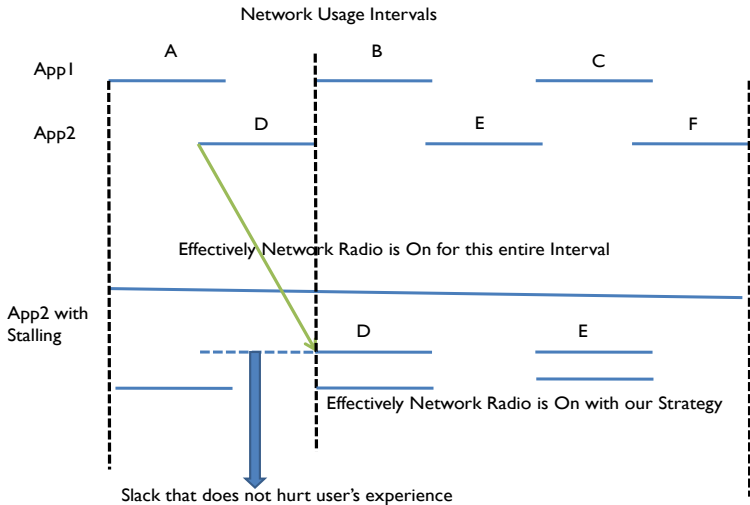 Network Usage Intervals
A
B
C
App1
D
E
F
App2
Effectively Network Radio is On for this entire Interval
App2 with
Stalling
D
E
Effectively Network Radio is On with our Strategy
Slack that does not hurt user's experience